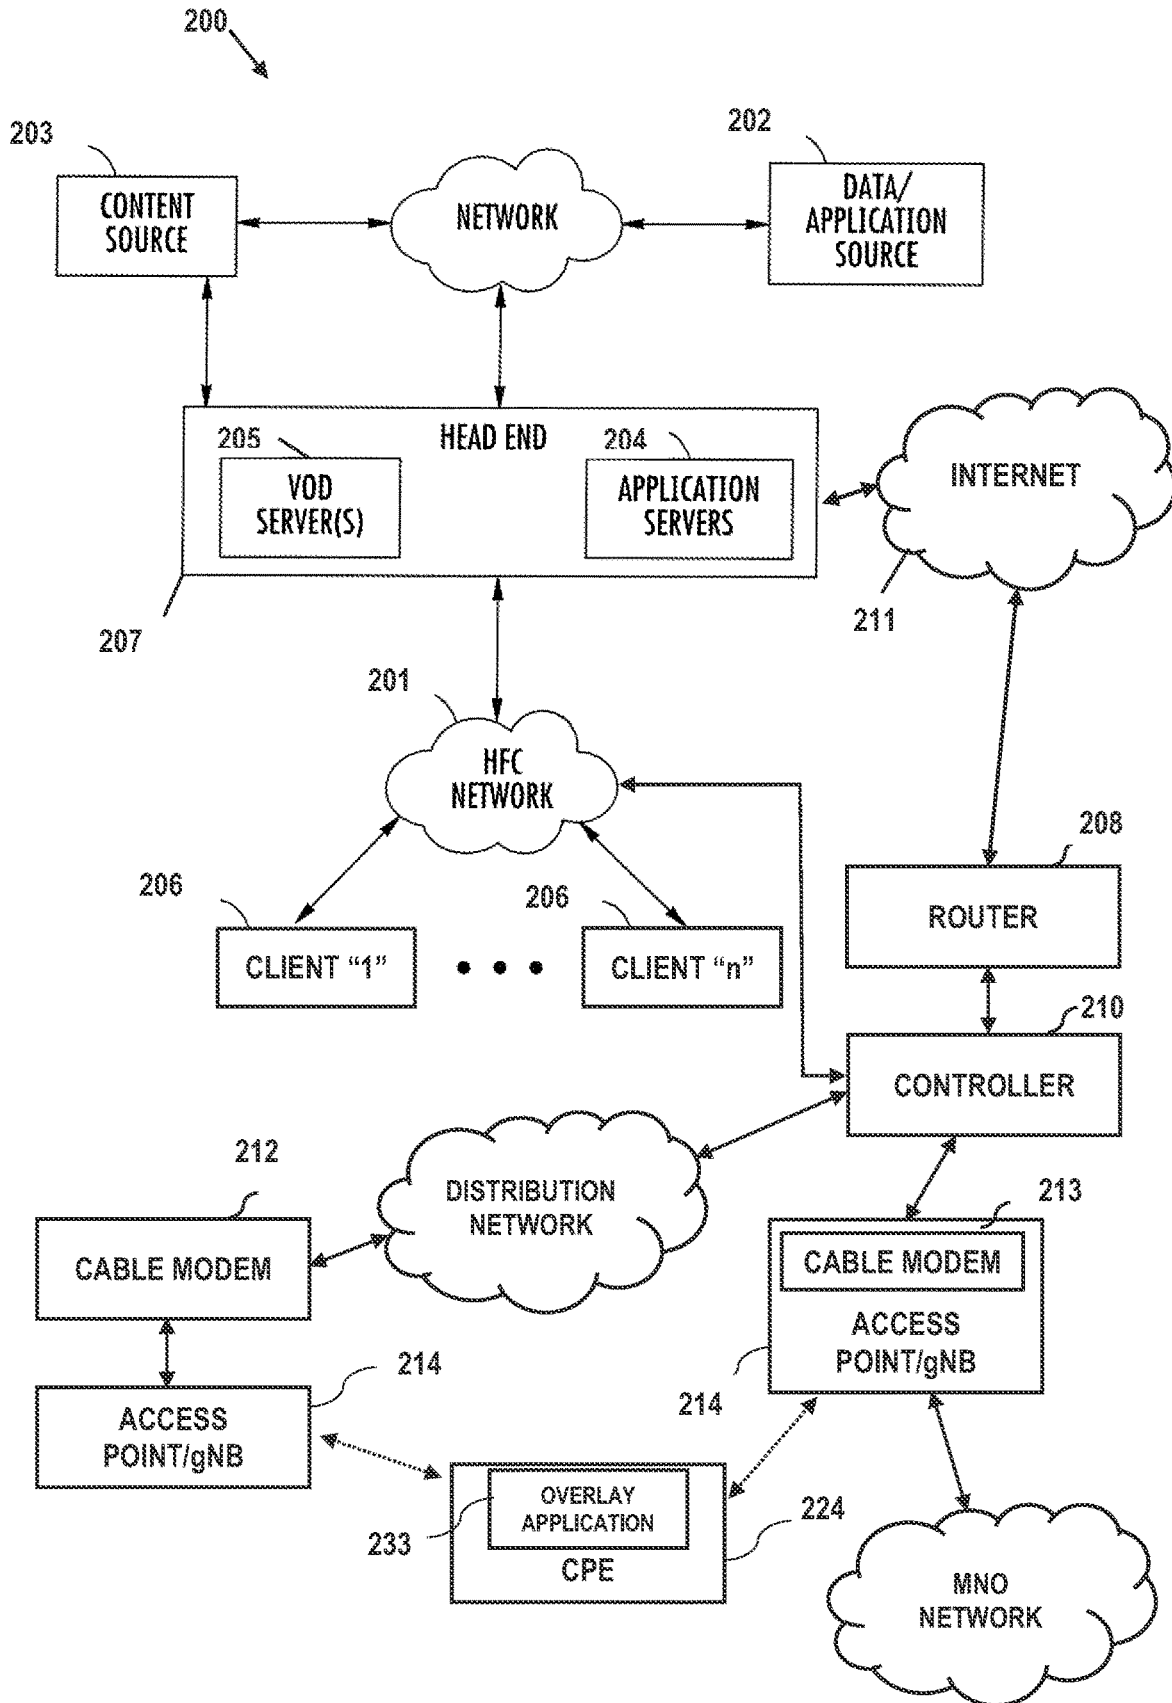 200
203
202
CONTENT
SOURCE
NETWORK
DATA/
APPLICATION
SOURCE
205
HEAD END
204
VOD
SERVER(S)
APPLICATION
SERVERS
INTERNET
207
211
201
HFC
NETWORK
208
206
206
ROUTER
CLIENT "1"
• • •
CLIENT "n"
210
CONTROLLER
212
DISTRIBUTION
NETWORK
213
CABLE MODEM
CABLE MODEM
ACCESS
POINT/gNB
214
214
ACCESS
POINT/gNB
OVERLAY
APPLICATION
233
224
CPE
MNO
NETWORK